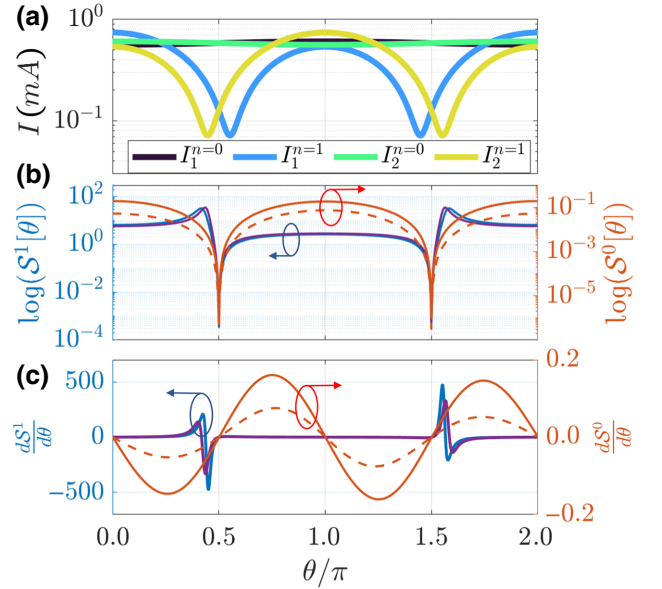 (a)
I (mA)
10^0
10^{-1}
I_1^{n=0} I_1^{n=1} I_2^{n=0} I_2^{n=1}
(b)
log(S^1[θ])
10^2
10^0
10^{-2}
10^{-4}
10^{-1}
10^{-3}
10^{-5}
log(S^0[θ])
(c)
dS^1/dθ
500
0
-500
0.2
0.0
-0.2
dS^0/dθ
0.0 0.5 1.0 1.5 2.0
θ/π